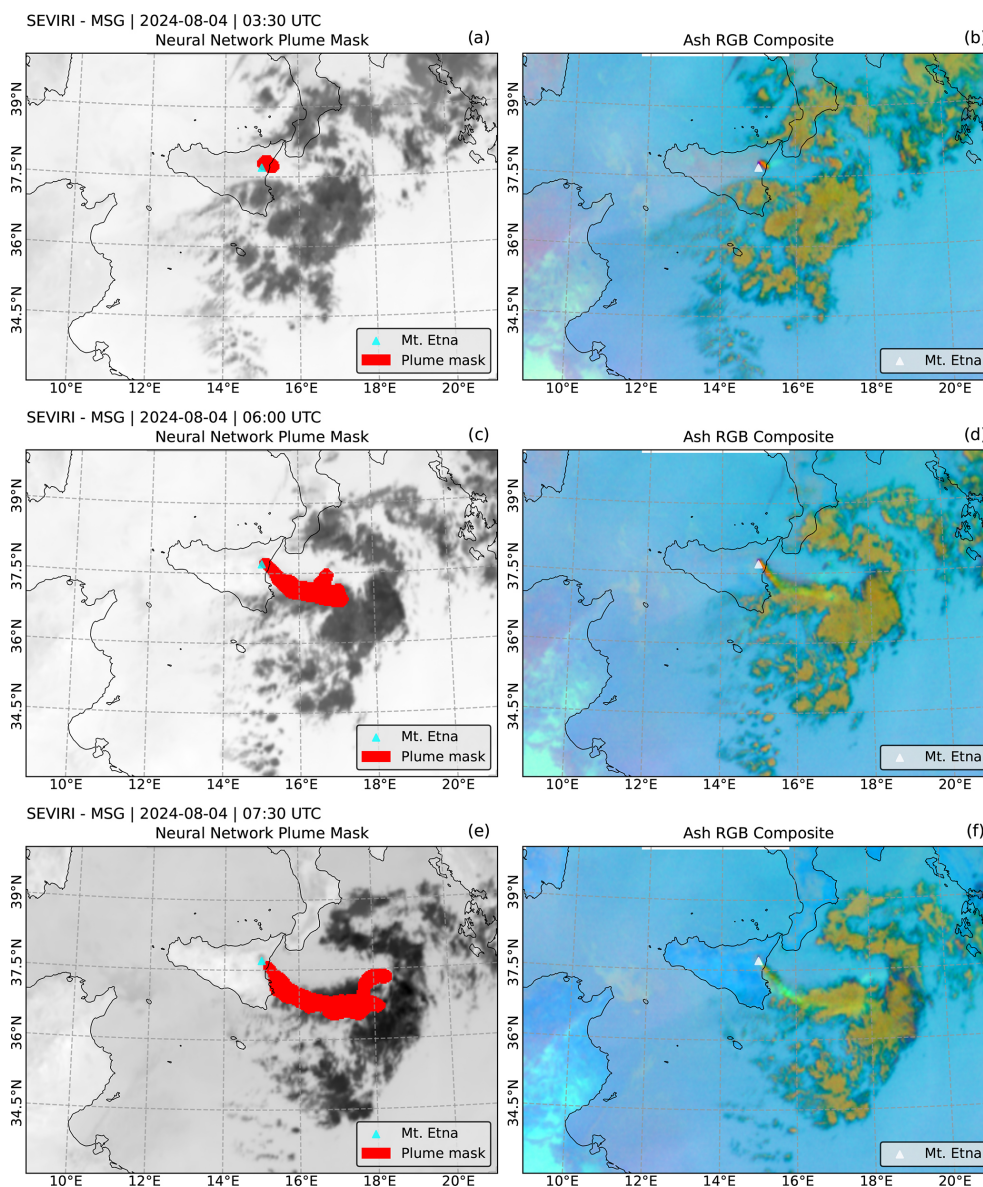 SEVIRI - MSG | 2024-08-04 | 03:30 UTC
Neural Network Plume Mask (a)
Ash RGB Composite (b)
39°N
37.5°N
36°N
34.5°N
Mt. Etna
Plume mask
10°E 12°E 14°E 16°E 18°E 20°E
39°N
37.5°N
36°N
34.5°N
Mt. Etna
10°E 12°E 14°E 16°E 18°E 20°E
SEVIRI - MSG | 2024-08-04 | 06:00 UTC
Neural Network Plume Mask (c)
Ash RGB Composite (d)
39°N
37.5°N
36°N
34.5°N
Mt. Etna
Plume mask
10°E 12°E 14°E 16°E 18°E 20°E
39°N
37.5°N
36°N
34.5°N
Mt. Etna
10°E 12°E 14°E 16°E 18°E 20°E
SEVIRI - MSG | 2024-08-04 | 07:30 UTC
Neural Network Plume Mask (e)
Ash RGB Composite (f)
39°N
37.5°N
36°N
34.5°N
Mt. Etna
Plume mask
10°E 12°E 14°E 16°E 18°E 20°E
39°N
37.5°N
36°N
34.5°N
Mt. Etna
10°E 12°E 14°E 16°E 18°E 20°E